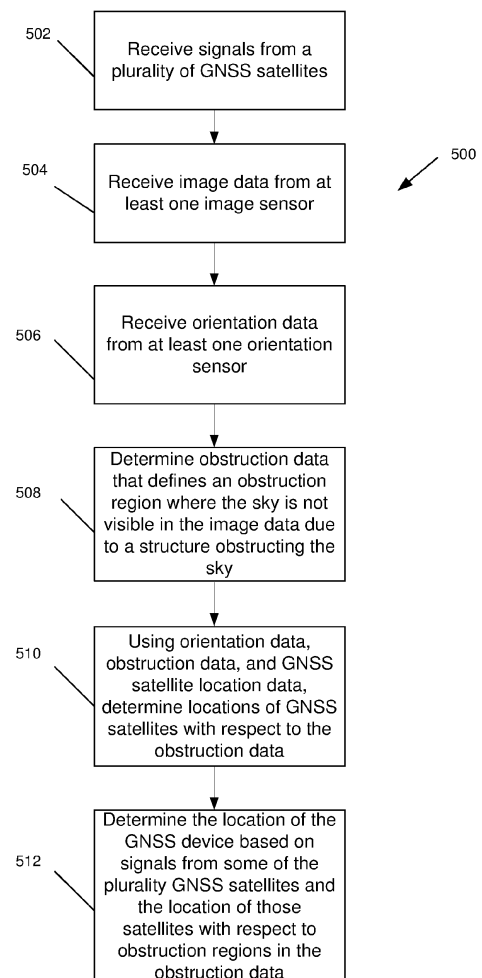 502
Receive signals from a
plurality of GNSS satellites
500
504
Receive image data from at
least one image sensor
506
Receive orientation data
from at least one orientation
sensor
508
Determine obstruction data
that defines an obstruction
region where the sky is not
visible in the image data due
to a structure obstructing the
sky
510
Using orientation data,
obstruction data, and GNSS
satellite location data,
determine locations of GNSS
satellites with respect to the
obstruction data
512
Determine the location of the
GNSS device based on
signals from some of the
plurality GNSS satellites and
the location of those
satellites with respect to
obstruction regions in the
obstruction data